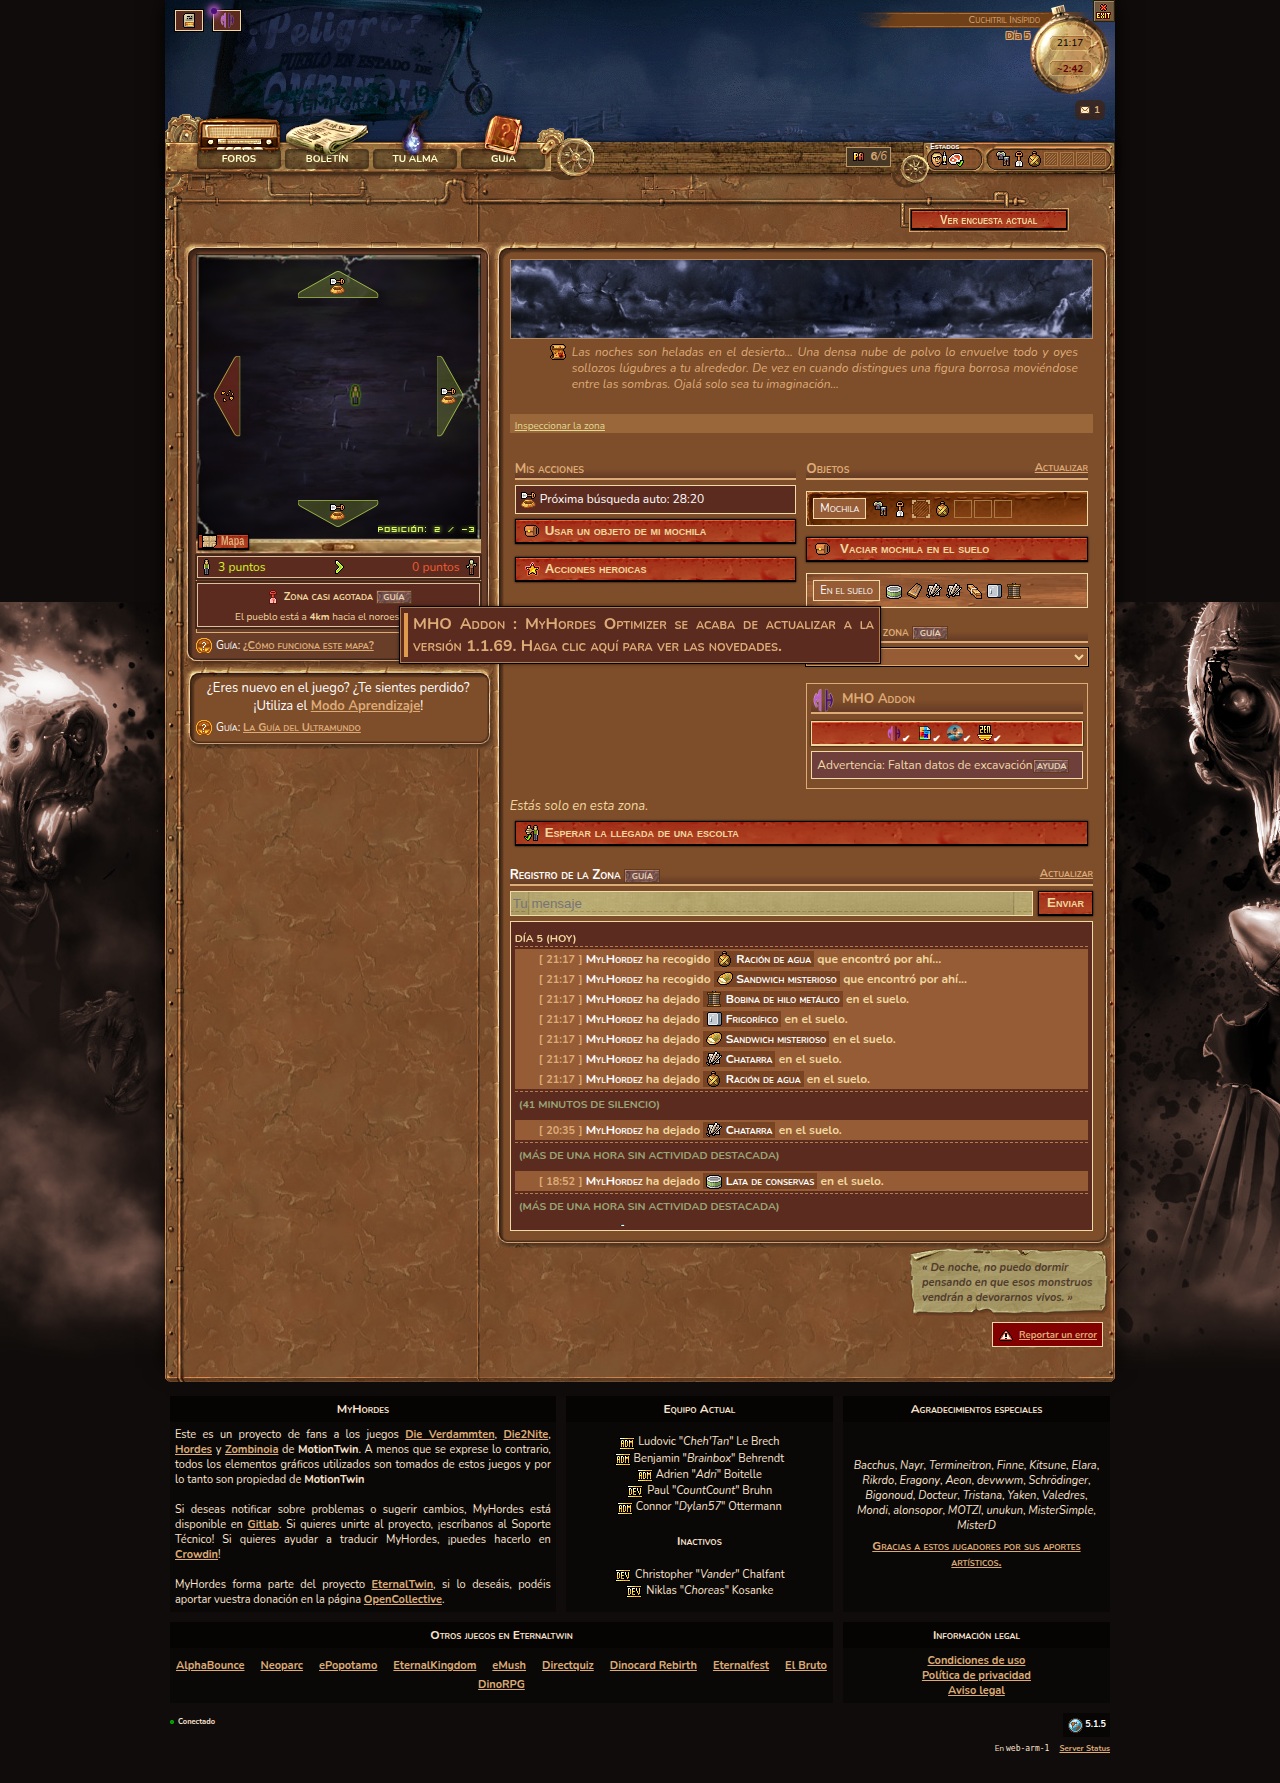 ¡Peligro!
PUEBLO EN ESTADO DE
Cuchitril Insípido
EXIT
Día 5
21:17
~2:42
1
FOROS
BOLETÍN
TU ALMA
GUÍA
PA 6/6
Estados
Ver encuesta actual
Las noches son heladas en el desierto... Una densa nube de polvo lo envuelve todo y oyes
sollozos lúgubres a tu alrededor. De vez en cuando distingues una figura borrosa moviéndose
entre las sombras. Ojalá solo sea tu imaginación...
Inspeccionar la zona
posición: 2 / -3
Mapa
3 puntos
0 puntos
Zona casi agotada GUÍA
El pueblo está a 4km hacia el noroes
Guía: ¿Cómo funciona este mapa?
¿Eres nuevo en el juego? ¿Te sientes perdido?
¡Utiliza el Modo Aprendizaje!
Guía: La Guía del Ultramundo
Mis acciones
Próxima búsqueda auto: 28:20
Usar un objeto de mi mochila
Acciones heroicas
Objetos
Actualizar
Mochila
Vaciar mochila en el suelo
En el suelo
MHO Addon : MyHordes Optimizer se acaba de actualizar a la
versión 1.1.69. Haga clic aquí para ver las novedades.
zona GUÍA
MHO Addon
ZEN
Advertencia: Faltan datos de excavación AYUDA
Estás solo en esta zona.
Esperar la llegada de una escolta
Registro de la Zona GUÍA
Actualizar
Tu mensaje
Enviar
DÍA 5 (HOY)
[ 21:17 ] MylHordez ha recogido Ración de agua que encontró por ahí...
[ 21:17 ] MylHordez ha recogido Sandwich misterioso que encontró por ahí...
[ 21:17 ] MylHordez ha dejado Bobina de hilo metálico en el suelo.
[ 21:17 ] MylHordez ha dejado Frigorífico en el suelo.
[ 21:17 ] MylHordez ha dejado Sandwich misterioso en el suelo.
[ 21:17 ] MylHordez ha dejado Chatarra en el suelo.
[ 21:17 ] MylHordez ha dejado Ración de agua en el suelo.
(41 MINUTOS DE SILENCIO)
[ 20:35 ] MylHordez ha dejado Chatarra en el suelo.
(MÁS DE UNA HORA SIN ACTIVIDAD DESTACADA)
[ 18:52 ] MylHordez ha dejado Lata de conservas en el suelo.
(MÁS DE UNA HORA SIN ACTIVIDAD DESTACADA)
« De noche, no puedo dormir
pensando en que esos monstruos
vendrán a devorarnos vivos. »
Reportar un error
MyHordes
Este es un proyecto de fans a los juegos Die Verdammten, Die2Nite,
Hordes y Zombinoia de MotionTwin. A menos que se exprese lo contrario,
todos los elementos gráficos utilizados son tomados de estos juegos y por
lo tanto son propiedad de MotionTwin
Si deseas notificar sobre problemas o sugerir cambios, MyHordes está
disponible en Gitlab. Si quieres unirte al proyecto, ¡escríbanos al Soporte
Técnico! Si quieres ayudar a traducir MyHordes, ¡puedes hacerlo en
Crowdin!
MyHordes forma parte del proyecto EternalTwin, si lo deseáis, podéis
aportar vuestra donación en la página OpenCollective.
Equipo Actual
ADM Ludovic "Cheh'Tan" Le Brech
ADM Benjamin "Brainbox" Behrendt
ADM Adrien "Adri" Boitelle
DEV Paul "CountCount" Bruhn
ADM Connor "Dylan57" Ottermann
Inactivos
DEV Christopher "Vander" Chalfant
DEV Niklas "Choreas" Kosanke
Agradecimientos especiales
Bacchus, Nayr, Termineitron, Finne, Kitsune, Elara,
Rikrdo, Eragony, Aeon, devwwm, Schrödinger,
Bigonoud, Docteur, Tristana, Yaken, Valedres,
Mondi, alonsopor, MOTZI, unukun, MisterSimple,
MisterD
Gracias a estos jugadores por sus aportes
artísticos.
Otros juegos en Eternaltwin
AlphaBounce Neoparc ePopotamo EternalKingdom eMush Directquiz Dinocard Rebirth Eternalfest El Bruto
DinoRPG
Información legal
Condiciones de uso
Política de privacidad
Aviso legal
Conectado
5.1.5
En web-arm-1 Server Status